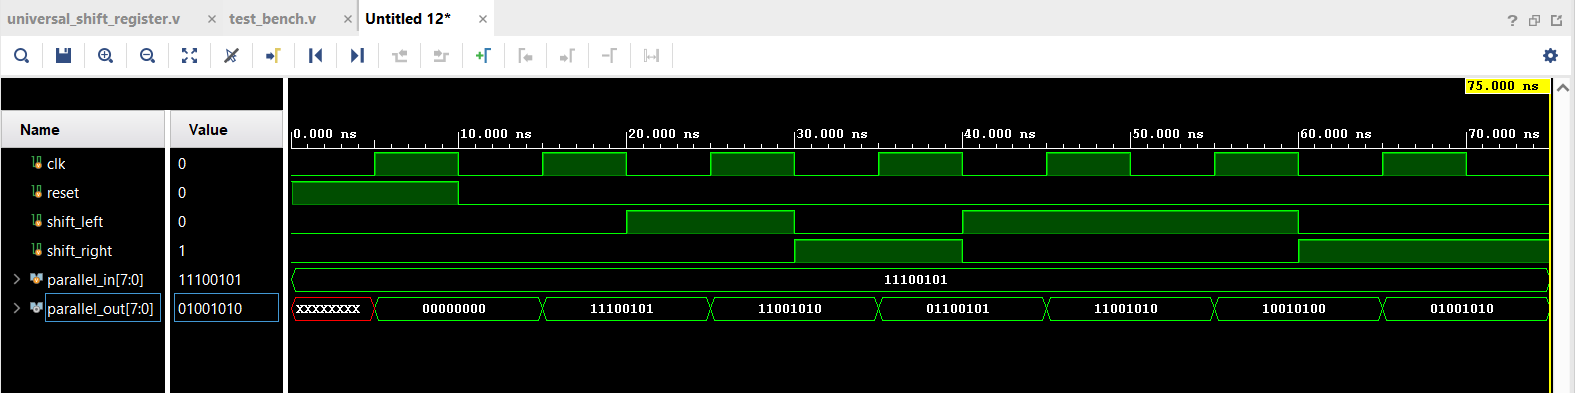 universal_shift_register.v × test_bench.v × Untitled 12* × ?
75.000 ns
Name Value 0.000 ns 10.000 ns 20.000 ns 30.000 ns 40.000 ns 50.000 ns 60.000 ns 70.000 ns
clk 0
reset 0
shift_left 0
shift_right 1
parallel_in[7:0] 11100101 11100101
parallel_out[7:0] 01001010 XXXXXXXX 00000000 11100101 11001010 01100101 11001010 10010100 01001010